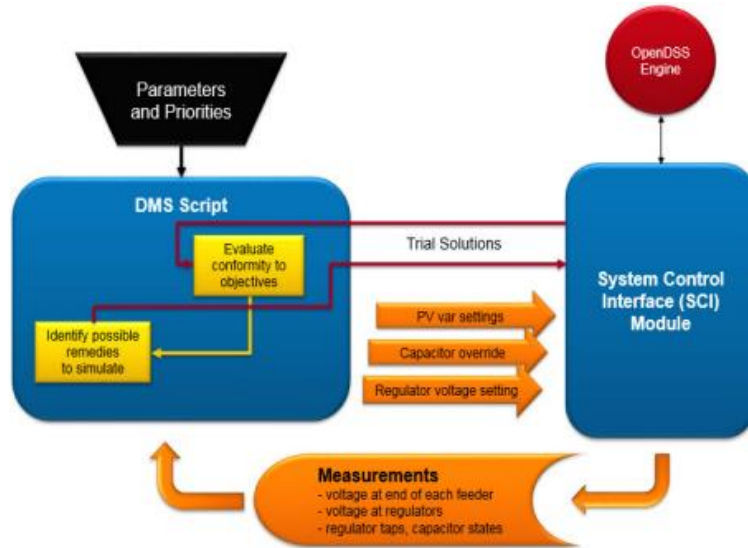 OpenDSS
Engine
Parameters
and Priorities
DMS Script
Evaluate
conformity to
objectives
Trial Solutions
System Control
Interface (SCI)
Module
PV var settings
Identify possible
remedies
to simulate
Capacitor override
Regulator voltage setting
Measurements
- voltage at end of each feeder
- voltage at regulators
- regulator taps, capacitor states